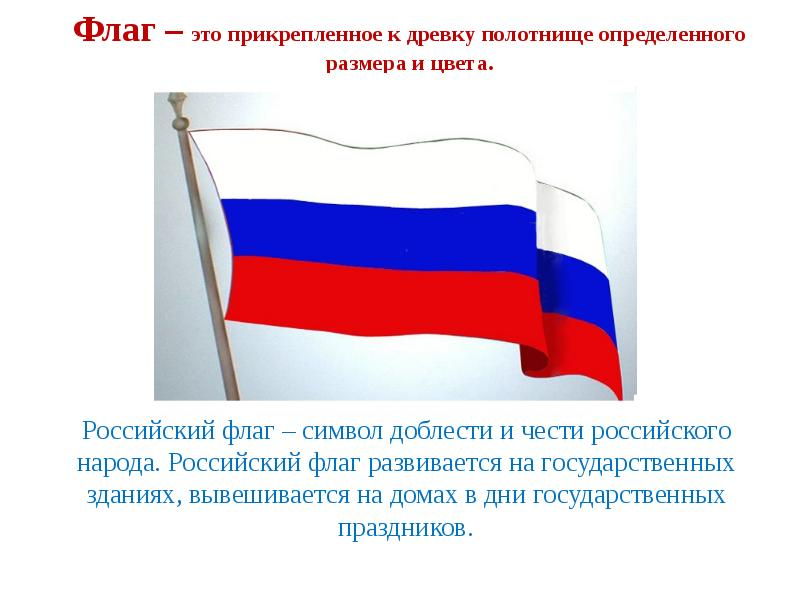 Флаг – это прикрепленное к древку полотнище определенного
размера и цвета.
Российский флаг – символ доблести и чести российского
народа. Российский флаг развивается на государственных
зданиях, вывешивается на домах в дни государственных
праздников.